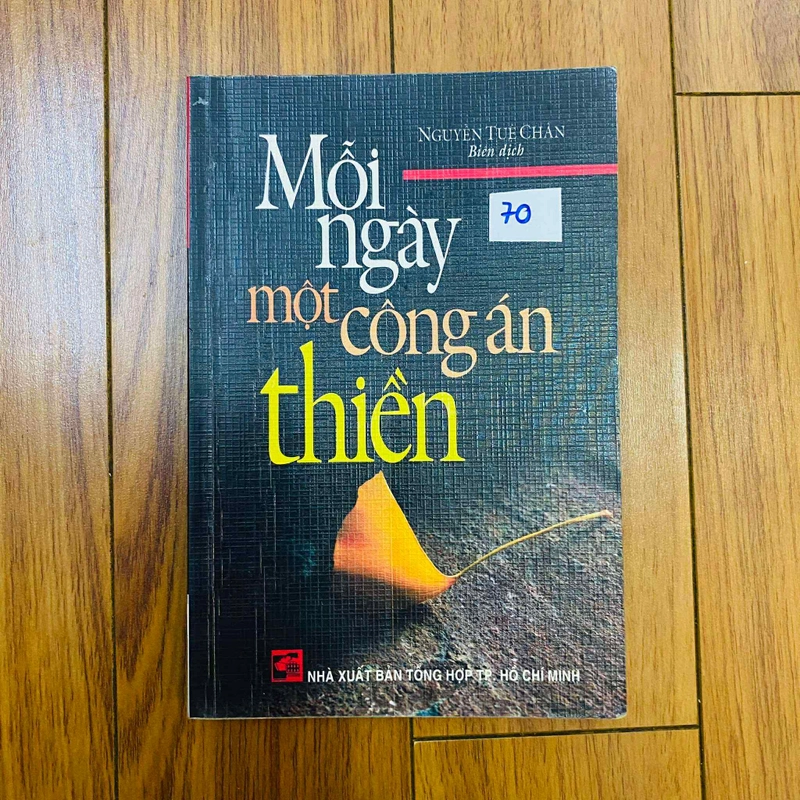 NGUYỄN TUỆ CHÂN
Biên dịch
70
Mỗi
ngày
một công án
thiền
NHÀ XUẤT BẢN TỔNG HỢP TP. HỒ CHÍ MINH